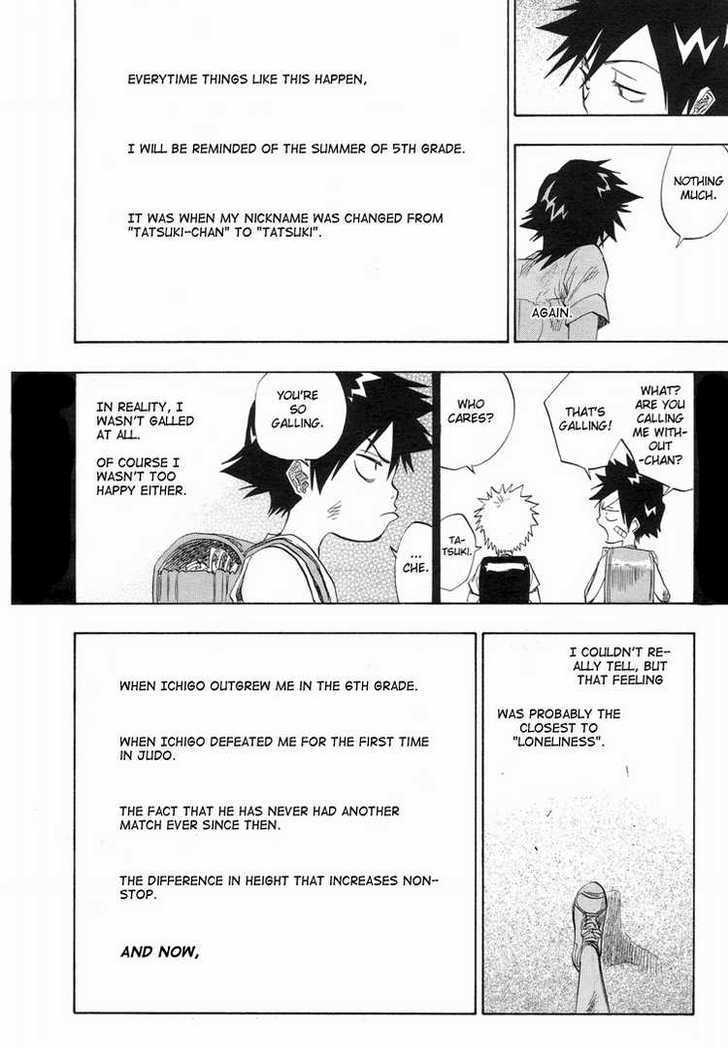 NOTHING
MUCH.
AGAIN.
EVERYTIME THINGS LIKE THIS HAPPEN,
I WILL BE REMINDED OF THE SUMMER OF 5TH GRADE.
IT WAS WHEN MY NICKNAME WAS CHANGED FROM
"TATSUKI-CHAN" TO "TATSUKI".
WHAT?
ARE YOU
CALLING
ME WITH-
OUT
-CHAN?
THAT'S
GALLING!
WHO
CARES?
TA-
TSUKI.
YOU'RE
SO
GALLING.
...
CHE.
IN REALITY, I
WASN'T GALLED
AT ALL.
OF COURSE I
WASN'T TOO
HAPPY EITHER.
I COULDN'T RE-
ALLY TELL, BUT
THAT FEELING
WAS PROBABLY THE
CLOSEST TO
"LONELINESS".
WHEN ICHIGO OUTGREW ME IN THE 6TH GRADE.
WHEN ICHIGO DEFEATED ME FOR THE FIRST TIME
IN JUDO.
THE FACT THAT HE HAS NEVER HAD ANOTHER
MATCH EVER SINCE THEN.
THE DIFFERENCE IN HEIGHT THAT INCREASES NON-
STOP.
AND NOW,